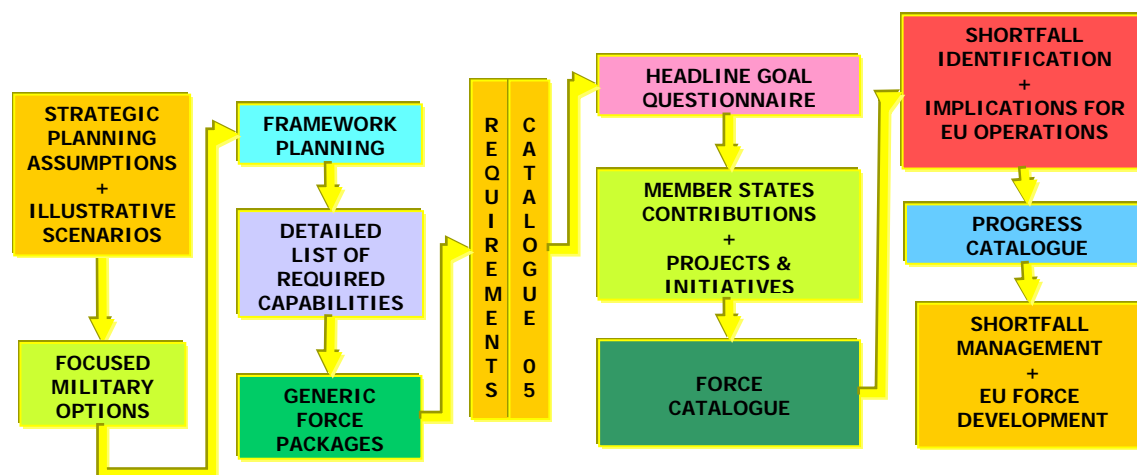 STRATEGIC
PLANNING
ASSUMPTIONS
+
ILLUSTRATIVE
SCENARIOS
FOCUSED
MILITARY
OPTIONS
FRAMEWORK
PLANNING
DETAILED
LIST OF
REQUIRED
CAPABILITIES
GENERIC
FORCE
PACKAGES
REQUIREMENTS
CATALOGUE 05
HEADLINE GOAL
QUESTIONNAIRE
MEMBER STATES
CONTRIBUTIONS
+
PROJECTS &
INITIATIVES
FORCE
CATALOGUE
SHORTFALL
IDENTIFICATION
+
IMPLICATIONS FOR
EU OPERATIONS
PROGRESS
CATALOGUE
SHORTFALL
MANAGEMENT
+
EU FORCE
DEVELOPMENT